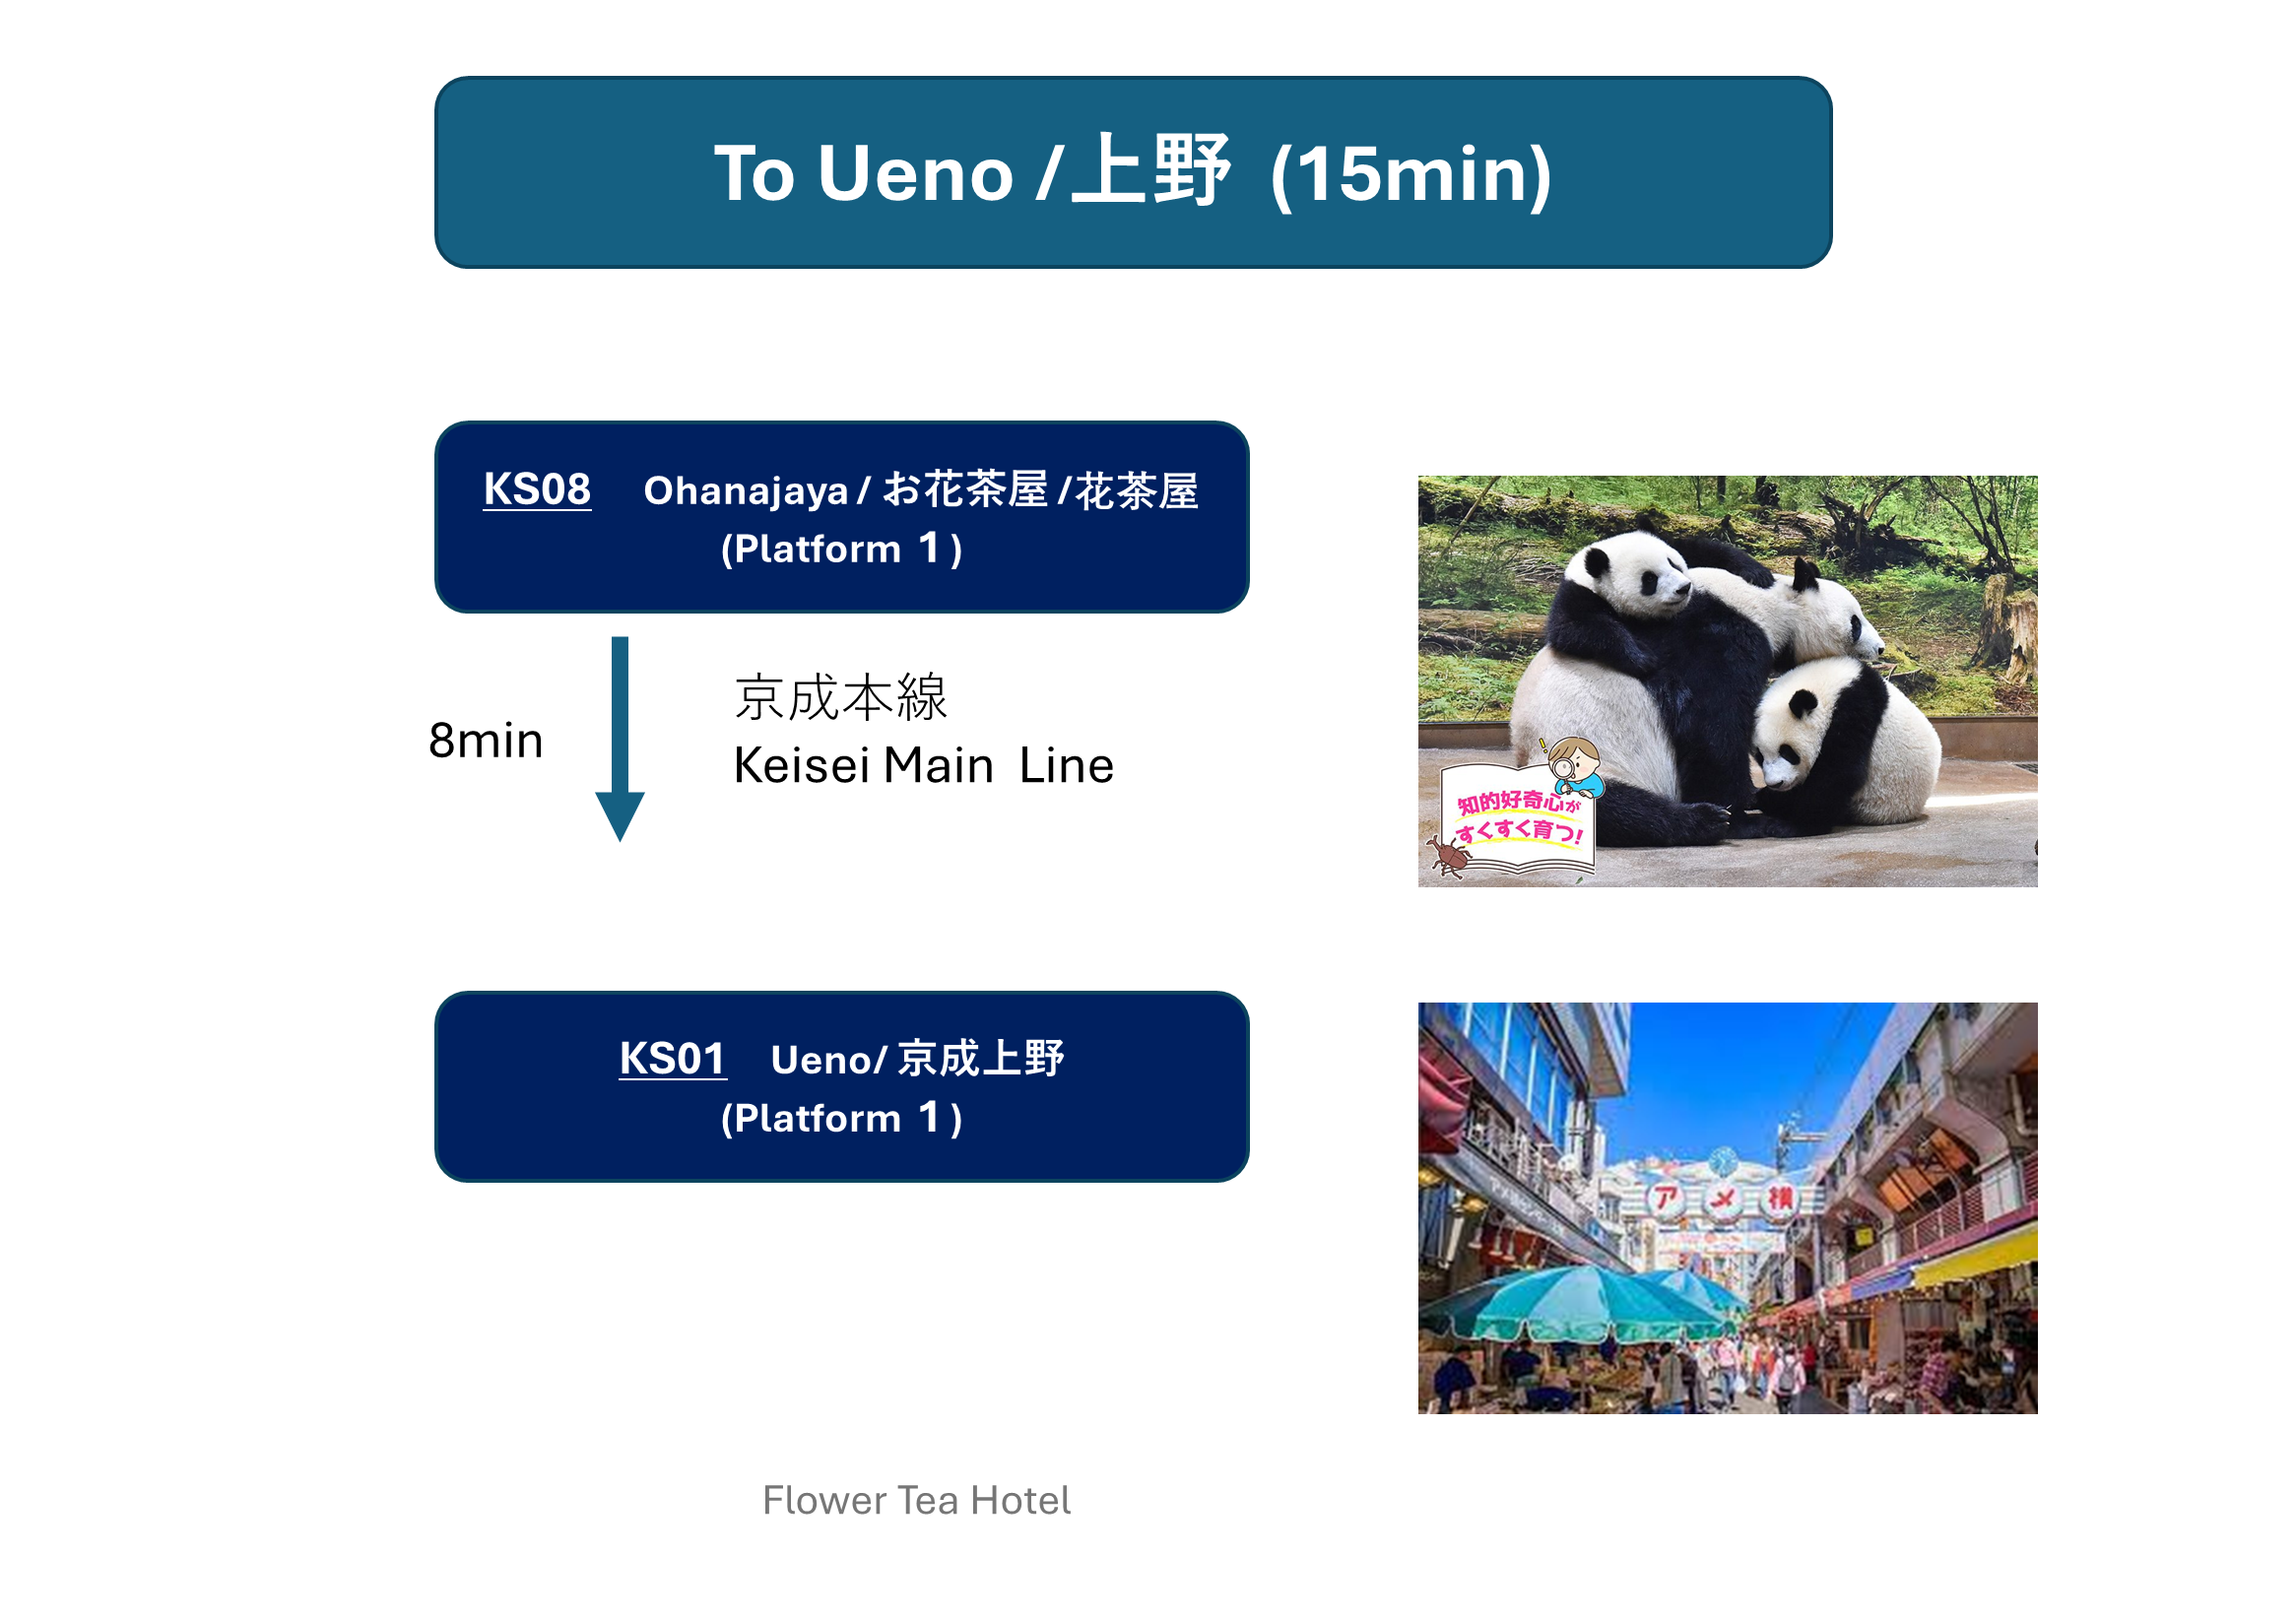 To Ueno /上野 (15min)
KS08 Ohanajaya / お花茶屋 /花茶屋
(Platform 1 )
8min
京成本線
Keisei Main Line
知的好奇心が
すくすく育つ!
KS01 Ueno/ 京成上野
(Platform 1 )
アメ横
Flower Tea Hotel